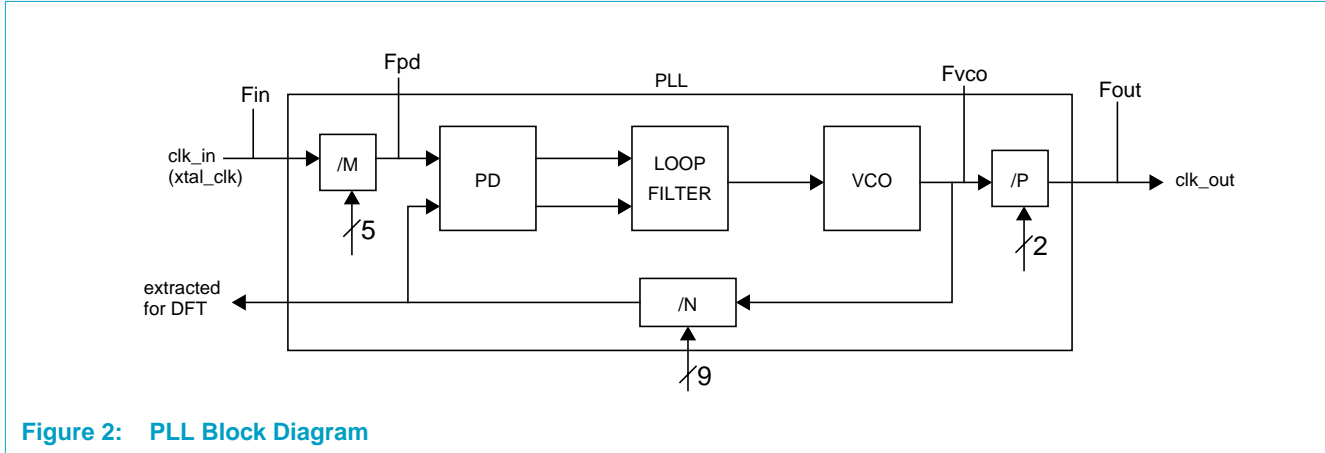 Fpd
PLL
Fvco
Fin
Fout
clk_in
(xtal_clk)
/M
PD
LOOP
FILTER
VCO
/P
clk_out
5
2
extracted
for DFT
/N
9
Figure 2: PLL Block Diagram